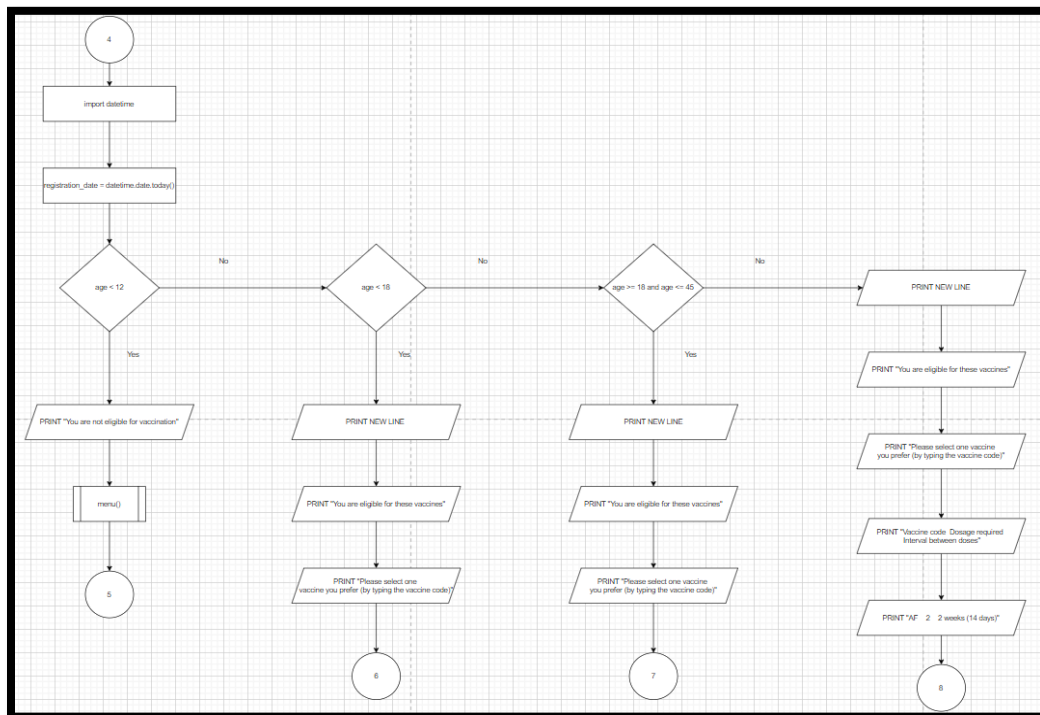 4
import datetime
registration_date = datetime.date.today()
age < 12
No
Yes
PRINT "You are not eligible for vaccination"
menu()
5
age < 18
No
Yes
PRINT NEW LINE
PRINT "You are eligible for these vaccines"
PRINT "Please select one
vaccine you prefer (by typing the vaccine code)"
6
age >= 18 and age <= 45
No
Yes
PRINT NEW LINE
PRINT "You are eligible for these vaccines"
PRINT "Please select one vaccine
you prefer (by typing the vaccine code)"
7
PRINT NEW LINE
PRINT "You are eligible for these vaccines"
PRINT "Please select one vaccine
you prefer (by typing the vaccine code)"
PRINT "Vaccine code Dosage required
Interval between doses"
PRINT "AF 2 2 weeks (14 days)"
8